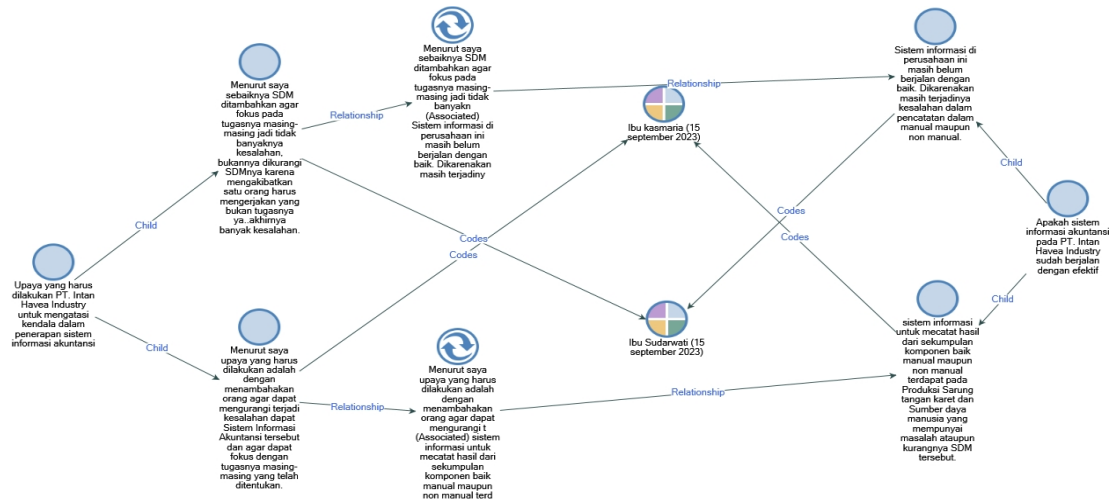 Menurut saya
sebaiknya SDM
ditambahkan agar
fokus pada
tugasnya masing-
masing jadi tidak
banyaknya
kesalahan,
bukannya dikurangi
SDMnya karena
mengakibatkan
satu orang harus
mengerjakan yang
bukan tugasnya
ya..akhirnya
banyak kesalahan.
Relationship
Menurut saya
sebaiknya SDM
ditambahkan agar
fokus pada
tugasnya masing-
masing jadi tidak
banyakn
(Associated)
Sistem informasi di
perusahaan ini
masih belum
berjalan dengan
baik. Dikarenakan
masih terjadiny
Relationship
Ibu kasmaria (15
september 2023)
Sistem informasi di
perusahaan ini
masih belum
berjalan dengan
baik. Dikarenakan
masih terjadinya
kesalahan dalam
pencatatan dalam
manual maupun
non manual.
Child
Child
Codes
Codes
Codes
Codes
Upaya yang harus
dilakukan PT. Intan
Havea Industry
untuk mengatasi
kendala dalam
penerapan sistem
informasi akuntansi
Apakah sistem
informasi akuntansi
pada PT. Intan
Havea Industry
sudah berjalan
dengan efektif
Child
Child
Menurut saya
upaya yang harus
dilakukan adalah
dengan
menambahakan
orang agar dapat
mengurangi terjadi
kesalahan dapat
Sistem Informasi
Akuntansi tersebut
dan agar dapat
fokus dengan
tugasnya masing-
masing yang telah
ditentukan.
Relationship
Menurut saya
upaya yang harus
dilakukan adalah
dengan
menambahakan
orang agar dapat
mengurangi t
(Associated) sistem
informasi untuk
mecatat hasil dari
sekumpulan
komponen baik
manual maupun
non manual terd
Relationship
Ibu Sudarwati (15
september 2023)
sistem informasi
untuk mecatat hasil
dari sekumpulan
komponen baik
manual maupun
non manual
terdapat pada
Produksi Sarung
tangan karet dan
Sumber daya
manusia yang
mempunyai
masalah ataupun
kurangnya SDM
tersebut.